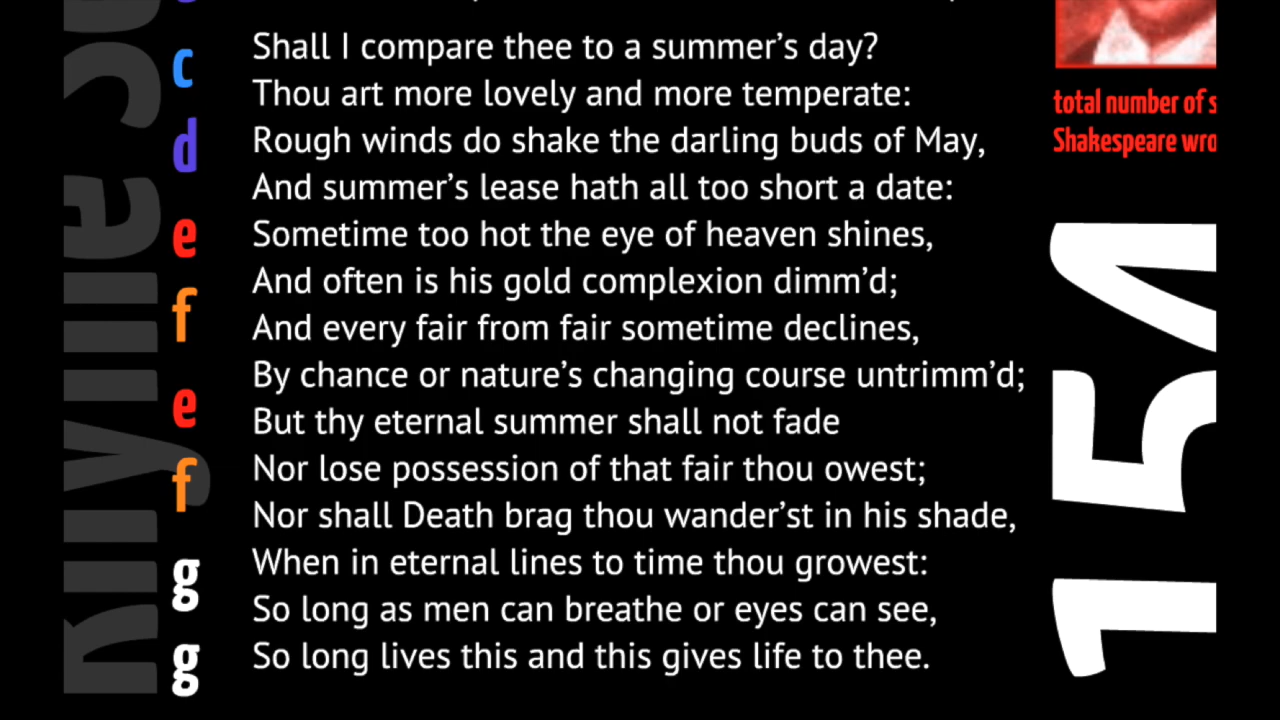 c
d
e
f
e
f
g
g
Shall I compare thee to a summer’s day?
Thou art more lovely and more temperate:
Rough winds do shake the darling buds of May,
And summer’s lease hath all too short a date:
Sometime too hot the eye of heaven shines,
And often is his gold complexion dimm’d;
And every fair from fair sometime declines,
By chance or nature’s changing course untrimm’d;
But thy eternal summer shall not fade
Nor lose possession of that fair thou owest;
Nor shall Death brag thou wander’st in his shade,
When in eternal lines to time thou growest:
So long as men can breathe or eyes can see,
So long lives this and this gives life to thee.
total number of s
Shakespeare wro
154